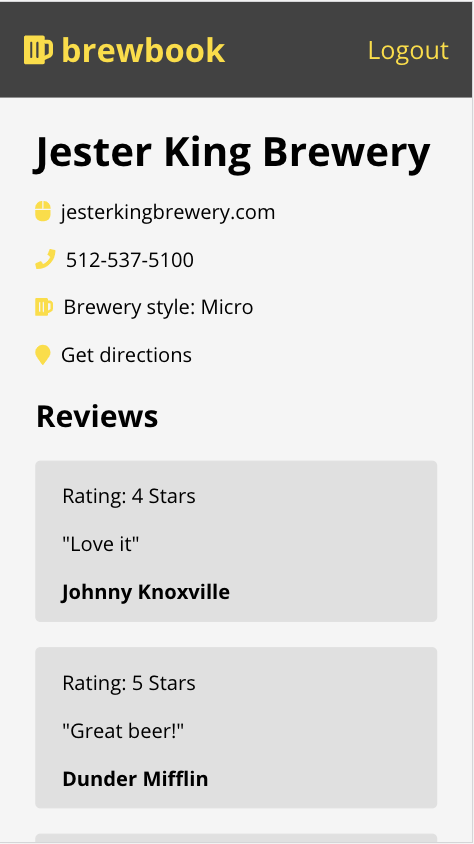 brewbook
Logout
Jester King Brewery
jesterkingbrewery.com
512-537-5100
Brewery style: Micro
Get directions
Reviews
Rating: 4 Stars
"Love it"
Johnny Knoxville
Rating: 5 Stars
"Great beer!"
Dunder Mifflin